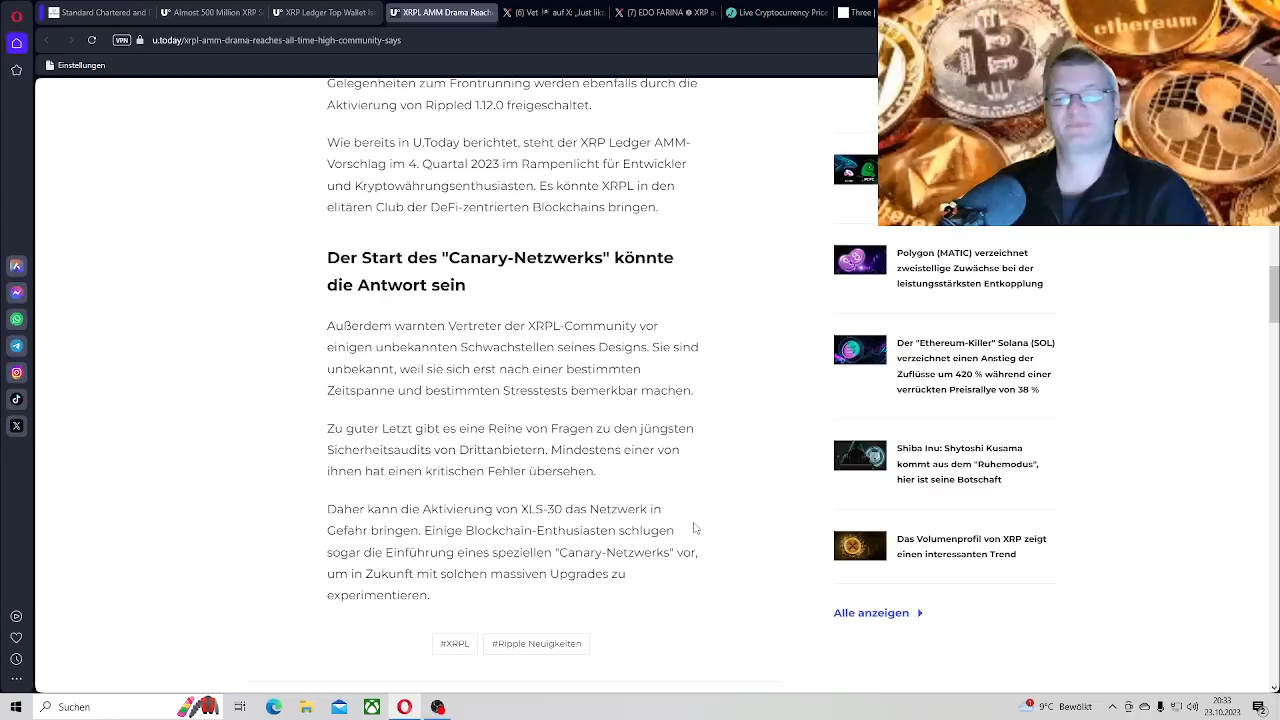 Standard Chartered and
Almost 500 Million XRP S
XRP Ledger Top Wallet Iss
XRPL AMM Drama Reach
(6) Vet auf X: „Just like
(7) EDO FARINA XRP a
Live Cryptocurrency Price
Three
VPN
u.today/xrpl-amm-drama-reaches-all-time-high-community-says
Einstellungen
ethereum
Gelegenheiten zum Frontrunning werden ebenfalls durch die
Aktivierung von Rippled 1.12.0 freigeschaltet.
Wie bereits in U.Today berichtet, steht der XRP Ledger AMM-
Vorschlag im 4. Quartal 2023 im Rampenlicht für Entwickler
und Kryptowährungsenthusiasten. Es könnte XRPL in den
elitären Club der DeFi-zentrierten Blockchains bringen.
Der Start des "Canary-Netzwerks" könnte
die Antwort sein
Außerdem warnten Vertreter der XRPL-Community vor
einigen unbekannten Schwachstellen seines Designs. Sie sind
unbekannt, weil sie sich erst nach einer bestimmten
Zeitspanne und bestimmten Stresstests bemerkbar machen.
Zu guter Letzt gibt es eine Reihe von Fragen zu den jüngsten
Sicherheitsaudits von Drittanbietern. Mindestens einer von
ihnen hat einen kritischen Fehler übersehen.
Daher kann die Aktivierung von XLS-30 das Netzwerk in
Gefahr bringen. Einige Blockchain-Enthusiasten schlugen
sogar die Einführung eines speziellen "Canary-Netzwerks" vor,
um in Zukunft mit solchen massiven Upgrades zu
experimentieren.
#XRPL
#Ripple Neuigkeiten
Polygon (MATIC) verzeichnet
zweistellige Zuwächse bei der
leistungsstärksten Entkopplung
Der "Ethereum-Killer" Solana (SOL)
verzeichnet einen Anstieg der
Zuflüsse um 420 % während einer
verrückten Preisrallye von 38 %
Shiba Inu: Shytoshi Kusama
kommt aus dem "Ruhemodus",
hier ist seine Botschaft
Das Volumenprofil von XRP zeigt
einen interessanten Trend
Alle anzeigen
Suchen
9°C Bewölkt
20:33
23.10.2023
2